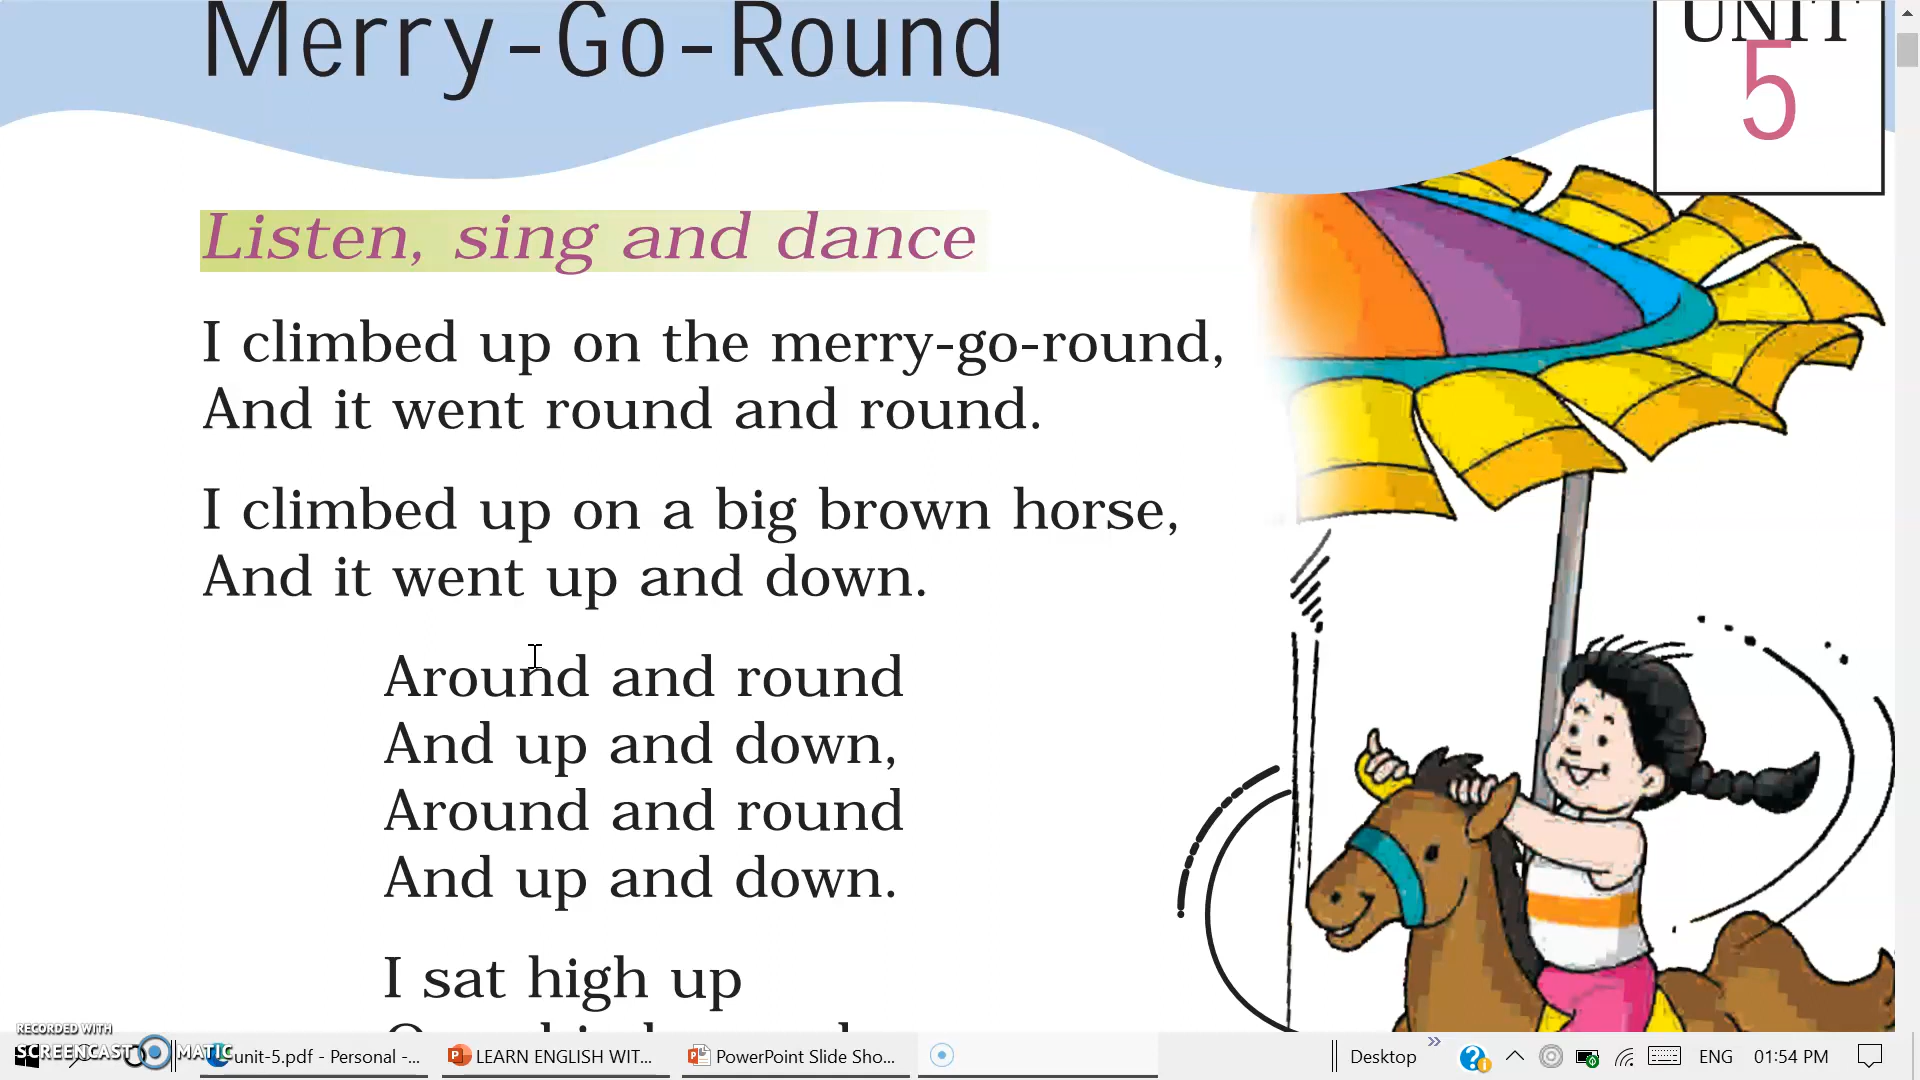 Merry-Go-Round
UNIT
5
Listen, sing and dance
I climbed up on the merry-go-round,
And it went round and round.
I climbed up on a big brown horse,
And it went up and down.
Around and round
And up and down,
Around and round
And up and down.
I sat high up
RECORDED WITH
SCREENCAST MATIC
unit-5.pdf - Personal -...
LEARN ENGLISH WIT...
PowerPoint Slide Sho...
Desktop
ENG
01:54 PM